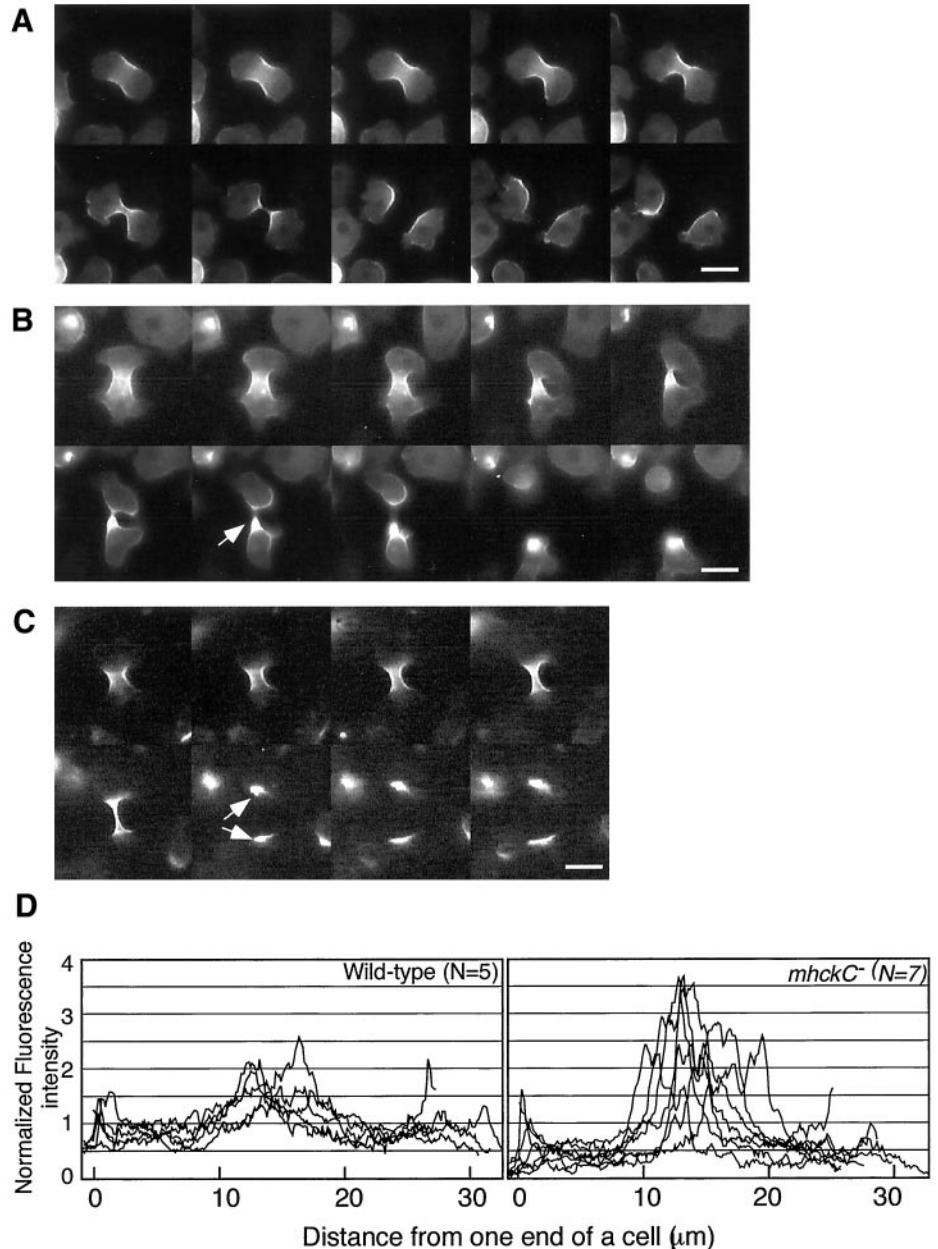 A
B
C
D
Normalized Fluorescence
intensity
4
3
2
1
0
Wild-type (N=5)
mhckC- (N=7)
0
10
20
30
0
10
20
30
Distance from one end of a cell (μm)